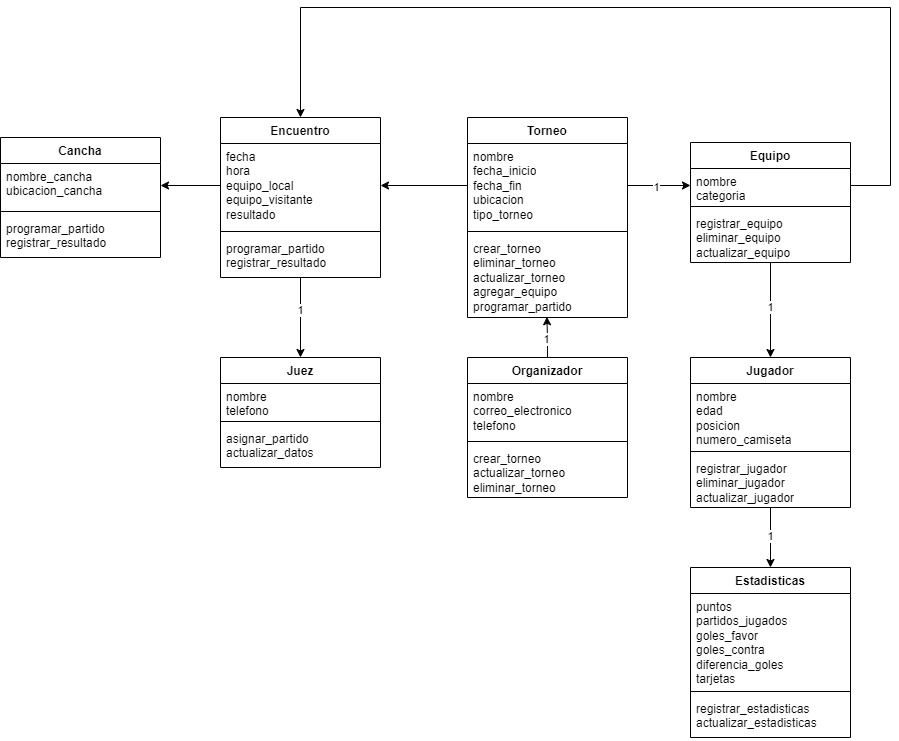 Cancha
nombre_cancha
ubicacion_cancha
programar_partido
registrar_resultado
Encuentro
fecha
hora
equipo_local
equipo_visitante
resultado
programar_partido
registrar_resultado
1
Juez
nombre
telefono
asignar_partido
actualizar_datos
Torneo
nombre
fecha_inicio
fecha_fin
ubicacion
tipo_torneo
crear_torneo
eliminar_torneo
actualizar_torneo
agregar_equipo
programar_partido
1
1
Organizador
nombre
correo_electronico
telefono
crear_torneo
actualizar_torneo
eliminar_torneo
Equipo
nombre
categoria
registrar_equipo
eliminar_equipo
actualizar_equipo
1
Jugador
nombre
edad
posicion
numero_camiseta
registrar_jugador
eliminar_jugador
actualizar_jugador
1
Estadisticas
puntos
partidos_jugados
goles_favor
goles_contra
diferencia_goles
tarjetas
registrar_estadisticas
actualizar_estadisticas